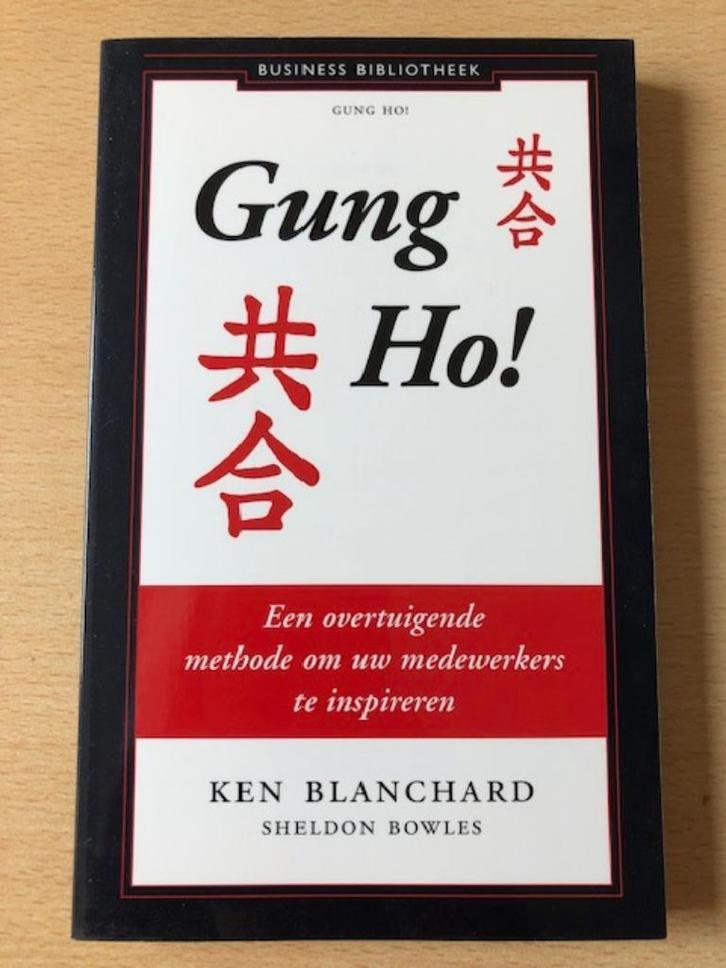 BUSINESS BIBLIOTHEEK
GUNG HO!
Gung
共
合
Ho!
共
合
Een overtuigende
methode om uw medewerkers
te inspireren
KEN BLANCHARD
SHELDON BOWLES